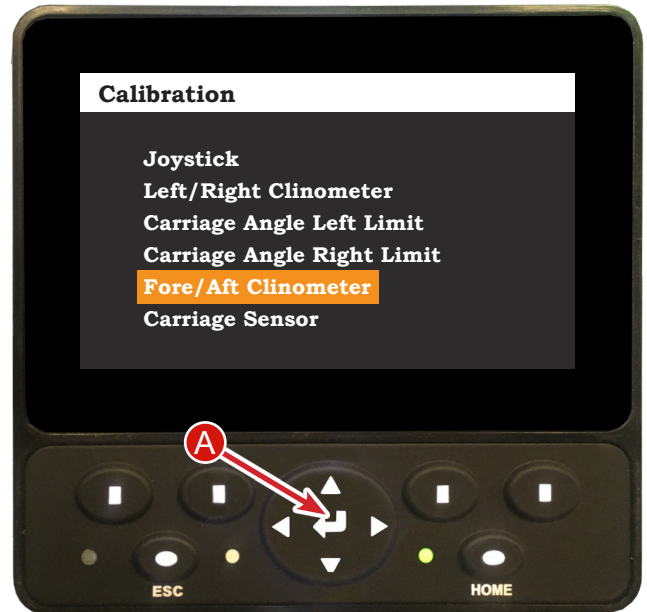 Calibration
Joystick
Left/Right Clinometer
Carriage Angle Left Limit
Carriage Angle Right Limit
Fore/Aft Clinometer
Carriage Sensor
A
ESC
HOME